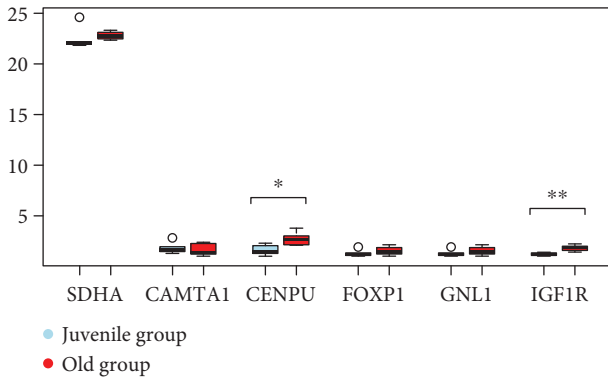 25
20
15
10
5
*
**
SDHA CAMTA1 CENPU FOXP1 GNL1 IGF1R
Juvenile group
Old group